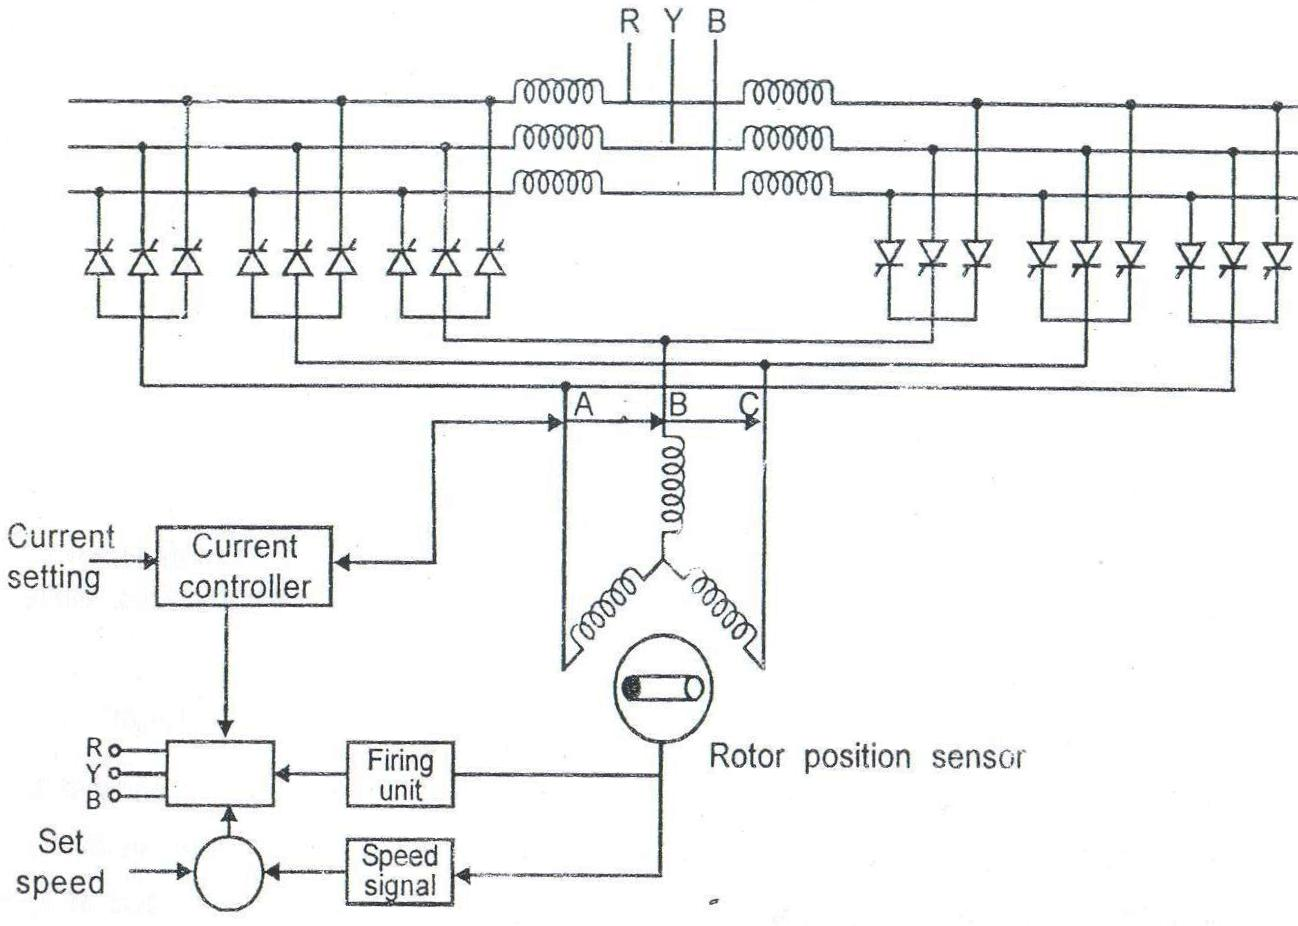 R Y B
A B C
Current
setting
Current
controller
R
Y
B
Firing
unit
Rotor position sensor
Set
speed
Speed
signal